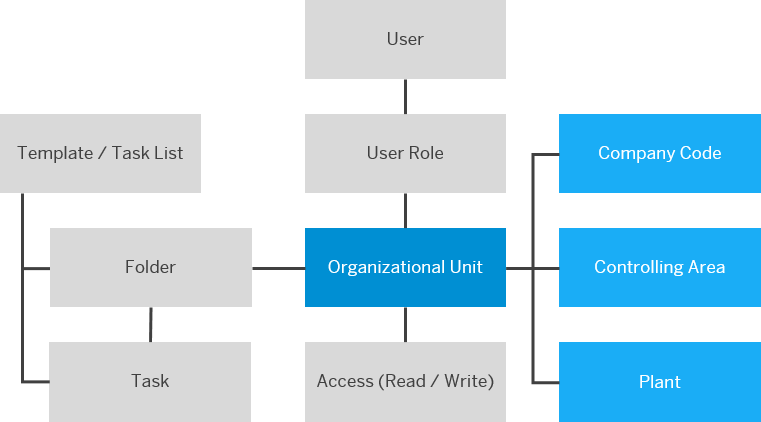 User
Template / Task List
User Role
Company Code
Folder
Organizational Unit
Controlling Area
Task
Access (Read / Write)
Plant